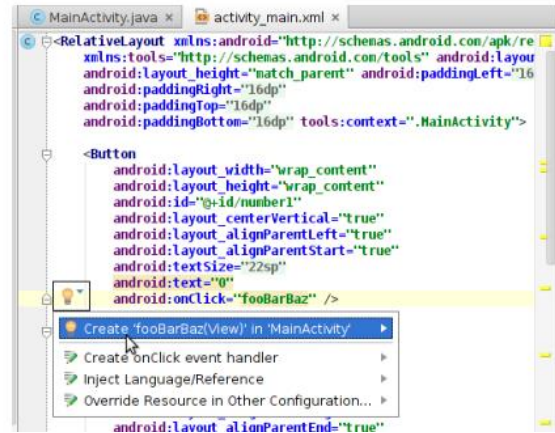 MainActivity.java
activity_main.xml
<RelativeLayout xmlns:android="http://schemas.android.com/apk/re
xmlns:tools="http://schemas.android.com/tools" android:layou
android:layout_height="match_parent" android:paddingLeft="16
android:paddingRight="16dp"
android:paddingTop="16dp"
android:paddingBottom="16dp" tools:context=".MainActivity">
<Button
android:layout_width="wrap_content"
android:layout_height="wrap_content"
android:id="@+id/number1"
android:layout_centerVertical="true"
android:layout_alignParentLeft="true"
android:layout_alignParentStart="true"
android:textSize="22sp"
android:text="0"
android:onClick="fooBarBaz" />
Create 'fooBarBaz(View)' in 'MainActivity'
Create onClick event handler
Inject Language/Reference
Override Resource in Other Configuration...
android:layout_alignParentEnd="true"